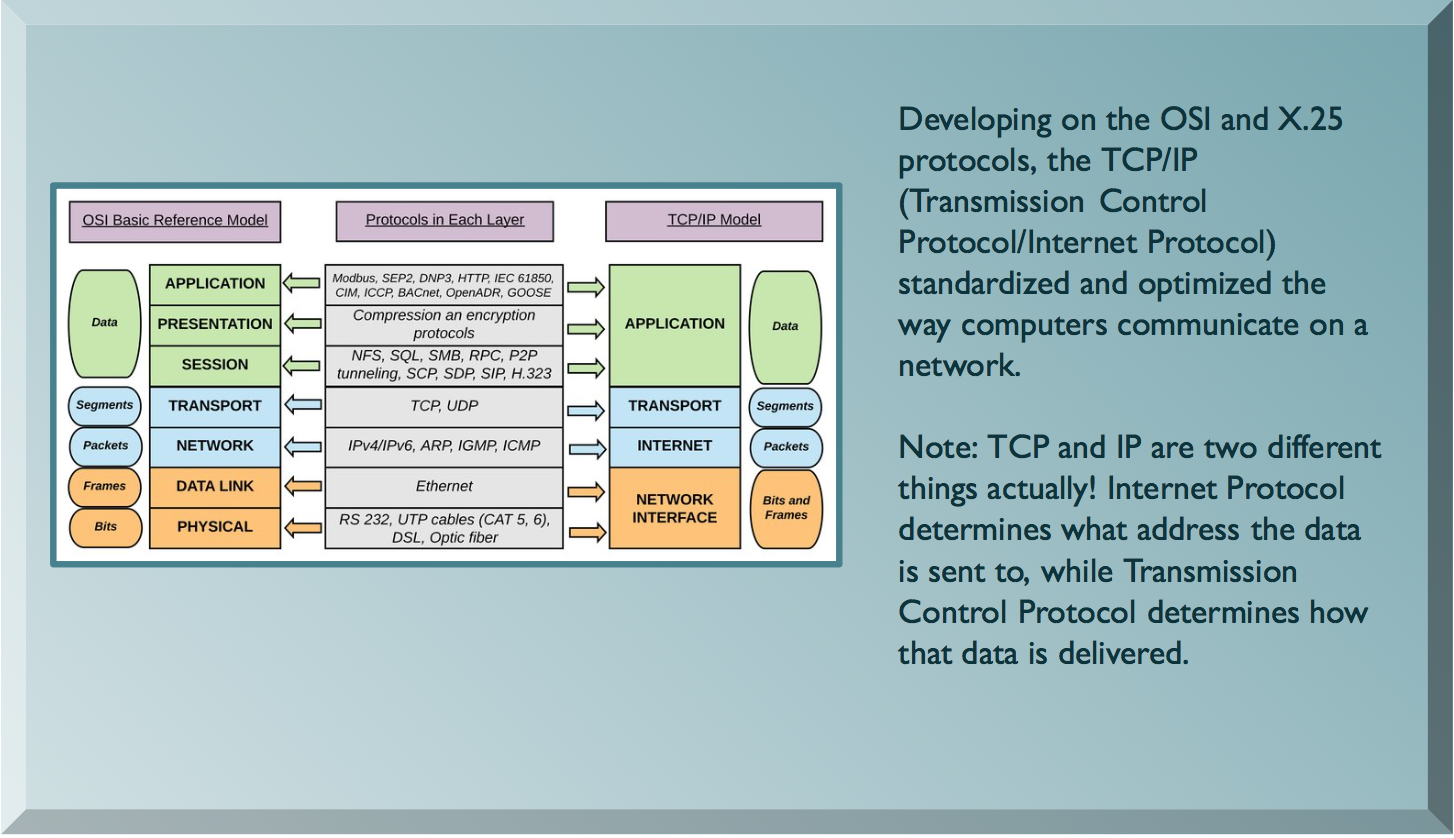 OSI Basic Reference Model
Protocols in Each Layer
TCP/IP Model
Data
APPLICATION
Modbus, SEP2, DNP3, HTTP, IEC 61850,
CIM, ICCP, BACnet, OpenADR, GOOSE
APPLICATION
Data
PRESENTATION
Compression an encryption
protocols
SESSION
NFS, SQL, SMB, RPC, P2P
tunneling, SCP, SDP, SIP, H.323
Segments
TRANSPORT
TCP, UDP
TRANSPORT
Segments
Packets
NETWORK
IPv4/IPv6, ARP, IGMP, ICMP
INTERNET
Packets
Frames
DATA LINK
Ethernet
NETWORK
INTERFACE
Bits and
Frames
Bits
PHYSICAL
RS 232, UTP cables (CAT 5, 6),
DSL, Optic fiber
Developing on the OSI and X.25
protocols, the TCP/IP
(Transmission Control
Protocol/Internet Protocol)
standardized and optimized the
way computers communicate on a
network.
Note: TCP and IP are two different
things actually! Internet Protocol
determines what address the data
is sent to, while Transmission
Control Protocol determines how
that data is delivered.